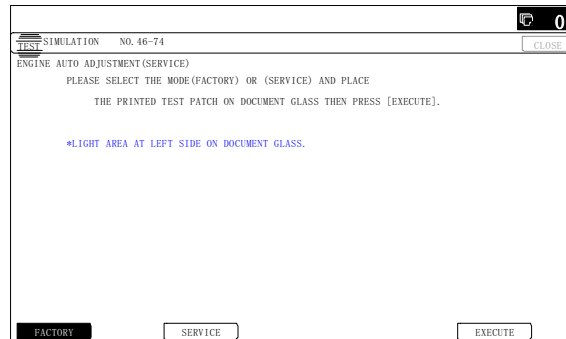 0
TEST SIMULATION NO.46-74
CLOSE
ENGINE AUTO ADJUSTMENT(SERVICE)
PLEASE SELECT THE MODE(FACTORY) OR (SERVICE) AND PLACE
THE PRINTED TEST PATCH ON DOCUMENT GLASS THEN PRESS [EXECUTE].
*LIGHT AREA AT LEFT SIDE ON DOCUMENT GLASS.
FACTORY SERVICE EXECUTE